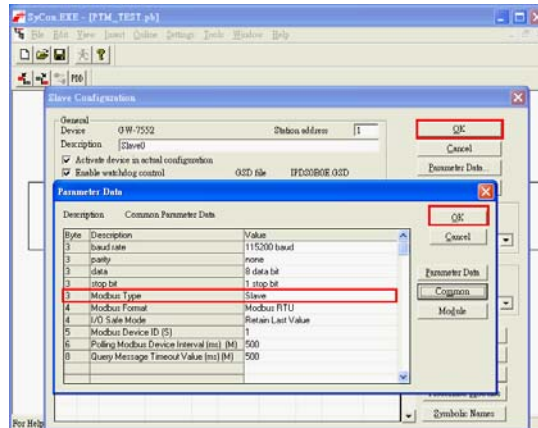 SyCon.EXE - [PTM_TEST.pb]
File Edit View Insert Online Settings Tools Window Help
Slave Configuration
General
Device GW-7552 Station address 1
Description Slave0
Activate device in actual configuration
Enable watchdog control GSD file IPDS0B0E.GSD
OK
Cancel
Parameter Data...
Parameter Data
Description Common Parameter Data
Byte Description Value
3 baud rate 115200 baud
3 parity none
3 data 8 data bit
3 stop bit 1 stop bit
3 Modbus Type Slave
4 Modbus Format Modbus RTU
4 I/O Safe Mode Retain Last Value
5 Modbus Device ID (S) 1
6 Polling Modbus Device Interval (ms) (M) 500
8 Query Message Timeout Value (ms) (M) 500
OK
Cancel
Parameter Data
Common
Module
Symbolic Names
For Help